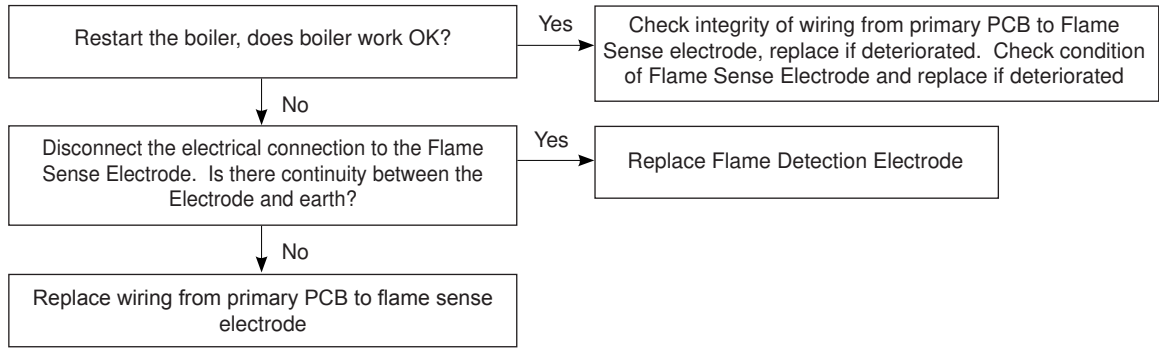 Restart the boiler, does boiler work OK?
Yes
Check integrity of wiring from primary PCB to Flame
Sense electrode, replace if deteriorated. Check condition
of Flame Sense Electrode and replace if deteriorated
No
Disconnect the electrical connection to the Flame
Sense Electrode. Is there continuity between the
Electrode and earth?
Yes
Replace Flame Detection Electrode
No
Replace wiring from primary PCB to flame sense
electrode